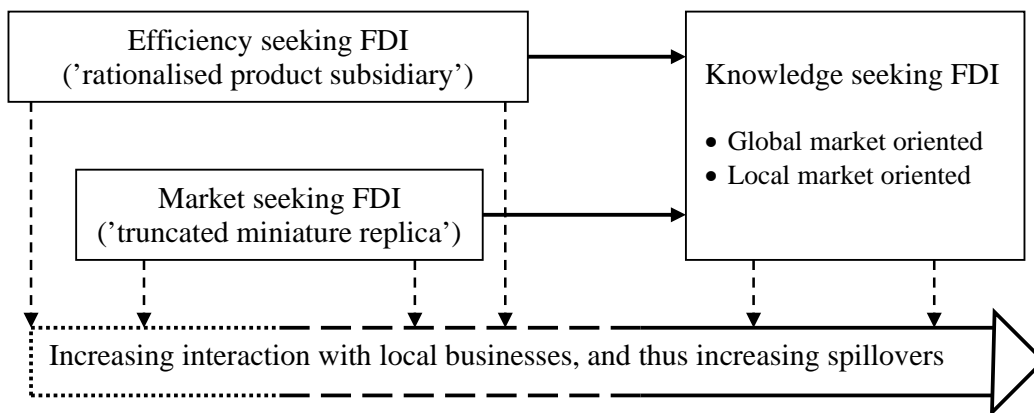 Efficiency seeking FDI
(’rationalised product subsidiary’)
Knowledge seeking FDI
• Global market oriented
• Local market oriented
Market seeking FDI
(’truncated miniature replica’)
Increasing interaction with local businesses, and thus increasing spillovers